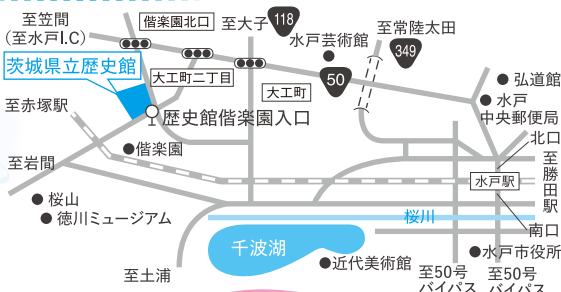 至笠間
(至水戸I.C)
偕楽園北口
至大子
118
水戸芸術館
至常陸太田
349
茨城県立歴史館
大工町二丁目
大工町
50
弘道館
水戸
中央郵便局
至赤塚駅
歴史館偕楽園入口
北口
偕楽園
至岩間
至勝田駅
水戸駅
桜山
徳川ミュージアム
桜川
南口
千波湖
水戸市役所
近代美術館
至土浦
至50号
バイパス
至50号
バイパス